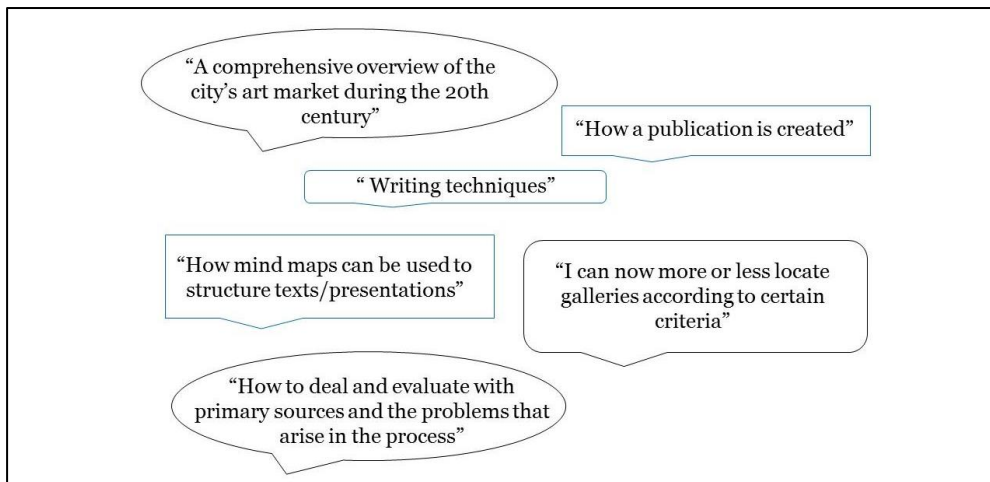 “A comprehensive overview of the
city’s art market during the 20th
century”
“How a publication is created”
“ Writing techniques”
“How mind maps can be used to
structure texts/presentations”
“I can now more or less locate
galleries according to certain
criteria”
“How to deal and evaluate with
primary sources and the problems that
arise in the process”